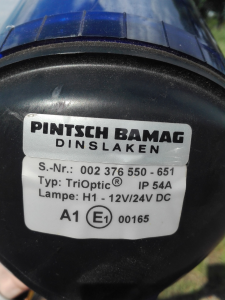 PINTSCH BAMAG
DINSLAKEN
S.-Nr.: 002 376 550 - 651
Typ: TriOptic® IP 54A
Lampe: H1 - 12V/24V DC
A1 E1 00165